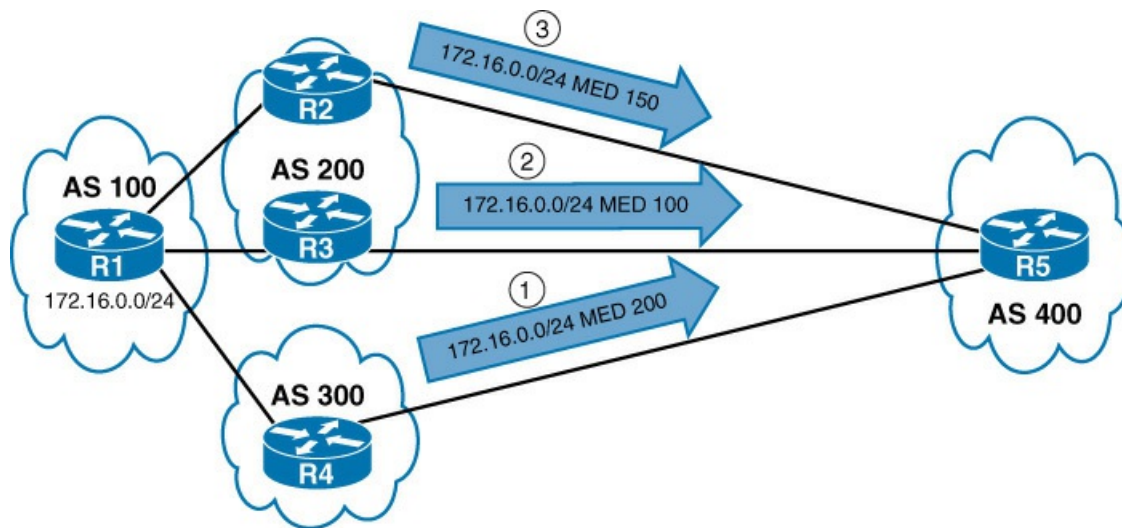 3
172.16.0.0/24 MED 150
R2
AS 200
2
172.16.0.0/24 MED 100
R3
AS 100
R1
172.16.0.0/24
1
172.16.0.0/24 MED 200
R5
AS 400
AS 300
R4